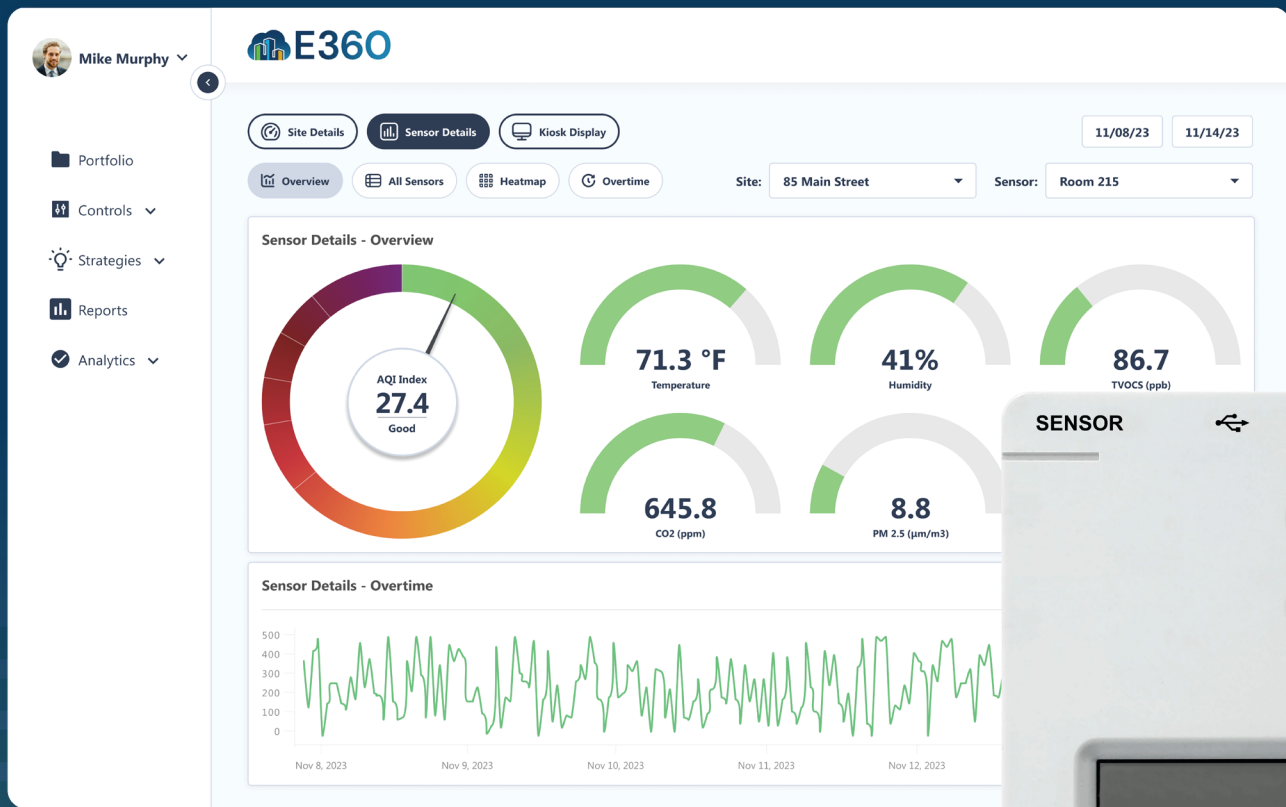 Mike Murphy
E360
Site Details
Sensor Details
Kiosk Display
11/08/23
11/14/23
Portfolio
Controls
Strategies
Reports
Analytics
Overview
All Sensors
Heatmap
Overtime
Site:
85 Main Street
Sensor:
Room 215
Sensor Details - Overview
AQI Index
27.4
Good
71.3 °F
Temperature
41%
Humidity
86.7
TVOCS (ppb)
645.8
CO2 (ppm)
8.8
PM 2.5 (μm/m3)
SENSOR
Sensor Details - Overtime
500
400
300
200
100
0
Nov 8, 2023
Nov 9, 2023
Nov 10, 2023
Nov 11, 2023
Nov 12, 2023